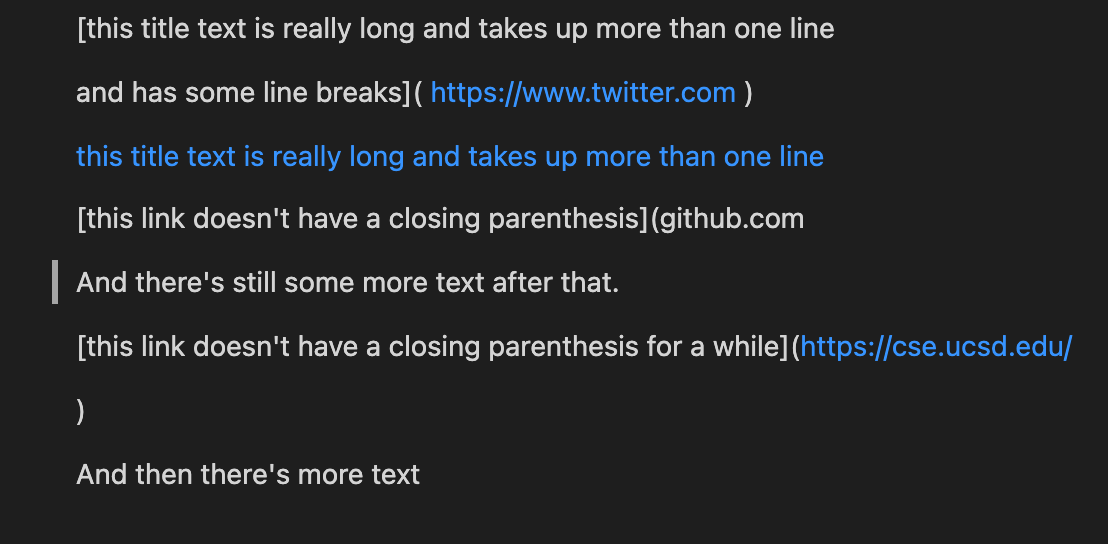 [this title text is really long and takes up more than one line
and has some line breaks]( https://www.twitter.com )
this title text is really long and takes up more than one line
[this link doesn't have a closing parenthesis](github.com
And there's still some more text after that.
[this link doesn't have a closing parenthesis for a while](https://cse.ucsd.edu/
)
And then there's more text